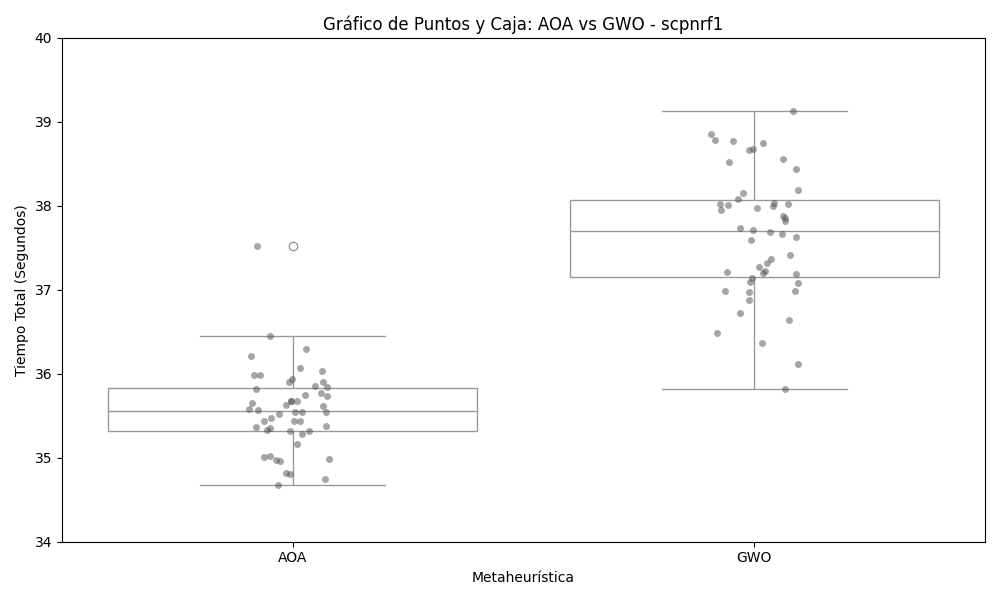 Gráfico de Puntos y Caja: AOA vs GWO - scpnrf1
Tiempo Total (Segundos)
40
39
38
37
36
35
34
AOA
GWO
Metaheurística